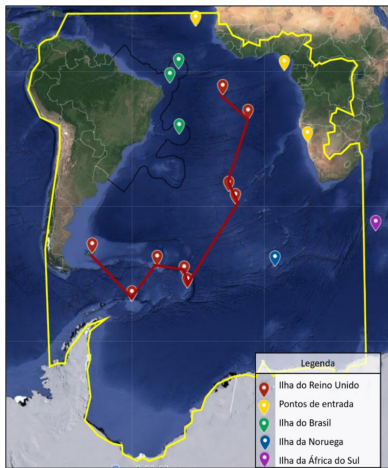 Legenda
Ilha do Reino Unido
Pontos de entrada
Ilha do Brasil
Ilha da Noruega
Ilha da África do Sul